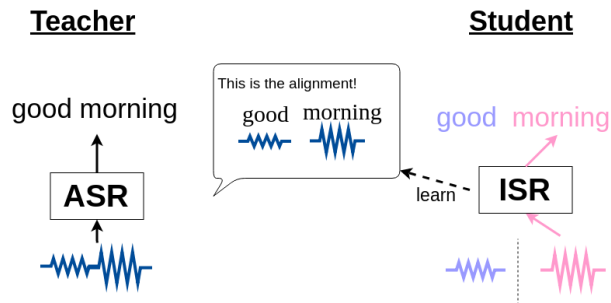 Teacher
good morning
ASR
This is the alignment!
good morning
Student
good morning
ISR
learn